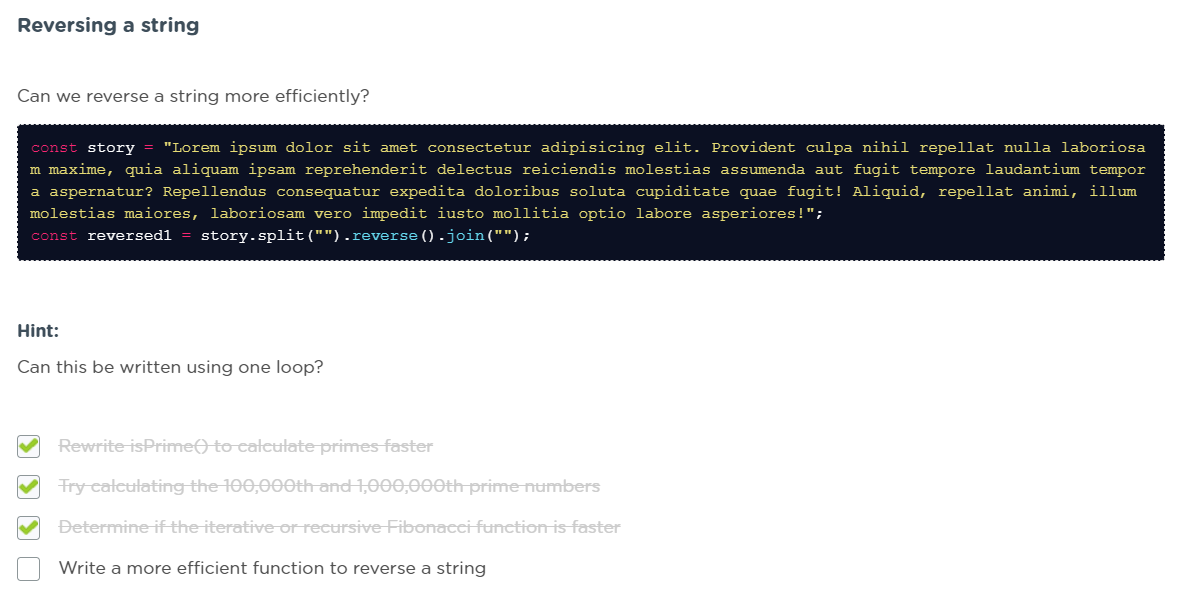 Reversing a string
Can we reverse a string more efficiently?
const story = "Lorem ipsum dolor sit amet consectetur adipisicing elit. Provident culpa nihil repellat nulla laboriosa
m maxime, quia aliquam ipsam reprehenderit delectus reiciendis molestias assumenda aut fugit tempore laudantium tempor
a aspernatur? Repellendus consequatur expedita doloribus soluta cupiditate quae fugit! Aliquid, repellat animi, illum
molestias maiores, laboriosam vero impedit iusto mollitia optio labore asperiores!";
const reversed1 = story.split("").reverse().join("");
Hint:
Can this be written using one loop?
Rewrite isPrime() to calculate primes faster
Try calculating the 100,000th and 1,000,000th prime numbers
Determine if the iterative or recursive Fibonacci function is faster
Write a more efficient function to reverse a string